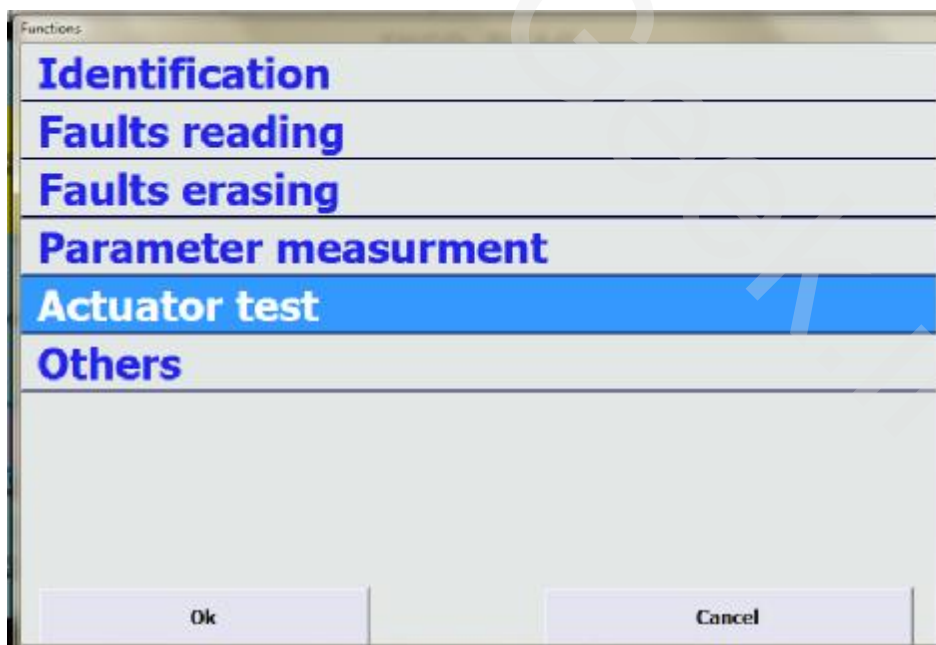 Functions
Identification
Faults reading
Faults erasing
Parameter measurment
Actuator test
Others
Ok
Cancel